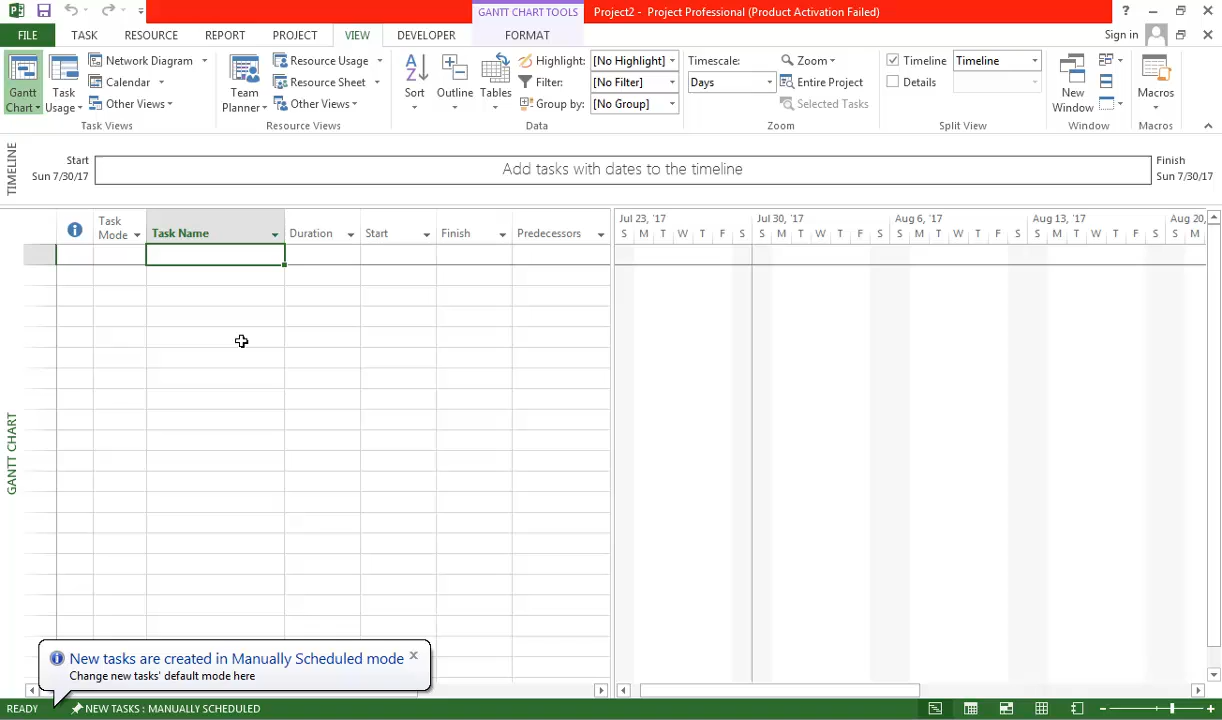 GANTT CHART TOOLS Project2 - Project Professional (Product Activation Failed) ?
FILE TASK RESOURCE REPORT PROJECT VIEW DEVELOPER FORMAT Sign in
Gantt Chart
Task Usage
Network Diagram
Calendar
Other Views
Task Views
Team Planner
Resource Usage
Resource Sheet
Other Views
Resource Views
Sort
Outline
Tables
Highlight: [No Highlight]
Filter: [No Filter]
Group by: [No Group]
Data
Timescale:
Days
Zoom
Entire Project
Selected Tasks
Zoom
Timeline Timeline
Details
Split View
New Window
Window
Macros
Macros
TIMELINE
Start
Sun 7/30/17
Add tasks with dates to the timeline
Finish
Sun 7/30/17
Task Mode
Task Name
Duration
Start
Finish
Predecessors
Jul 23, '17 Jul 30, '17 Aug 6, '17 Aug 13, '17 Aug 20,
S M T W T F S S M T W T F S S M T W T F S S M T W T F S S M
GANTT CHART
New tasks are created in Manually Scheduled mode
Change new tasks' default mode here
READY NEW TASKS : MANUALLY SCHEDULED